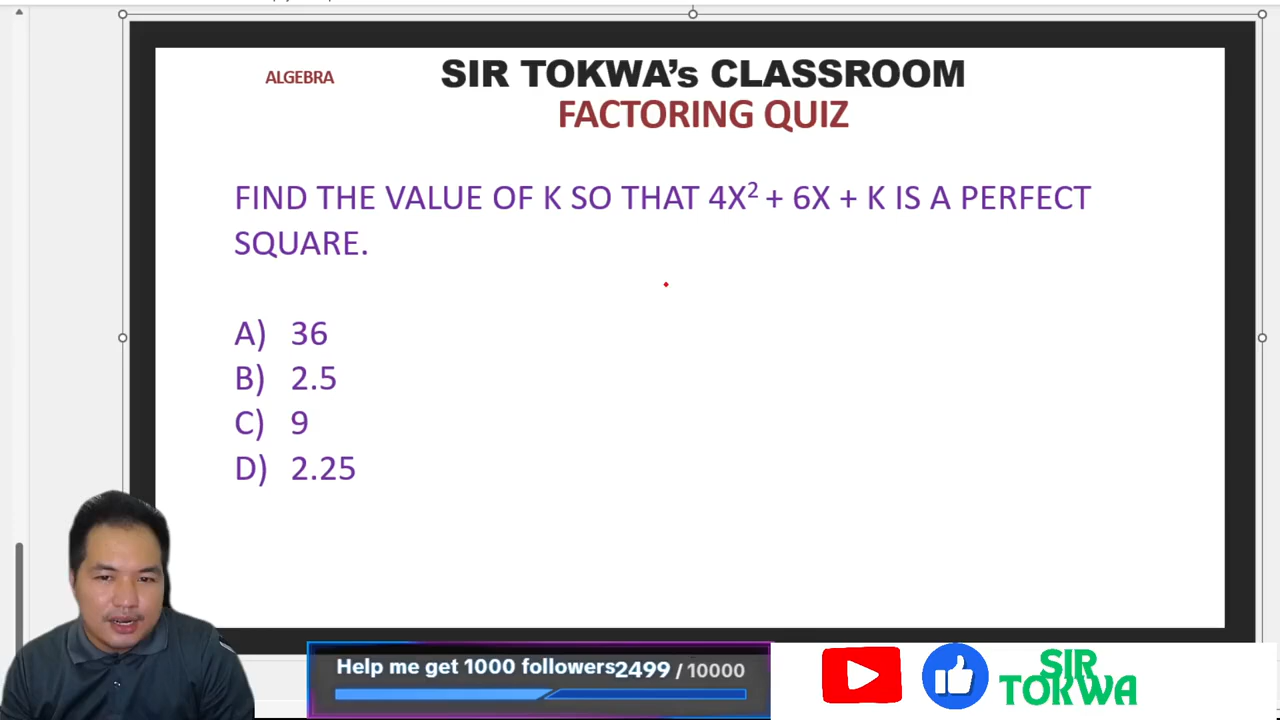 ALGEBRA
SIR TOKWA's CLASSROOM
FACTORING QUIZ
FIND THE VALUE OF K SO THAT 4X² + 6X + K IS A PERFECT
SQUARE.
A) 36
B) 2.5
C) 9
D) 2.25
Help me get 1000 followers 2499 / 10000
SIR
TOKWA